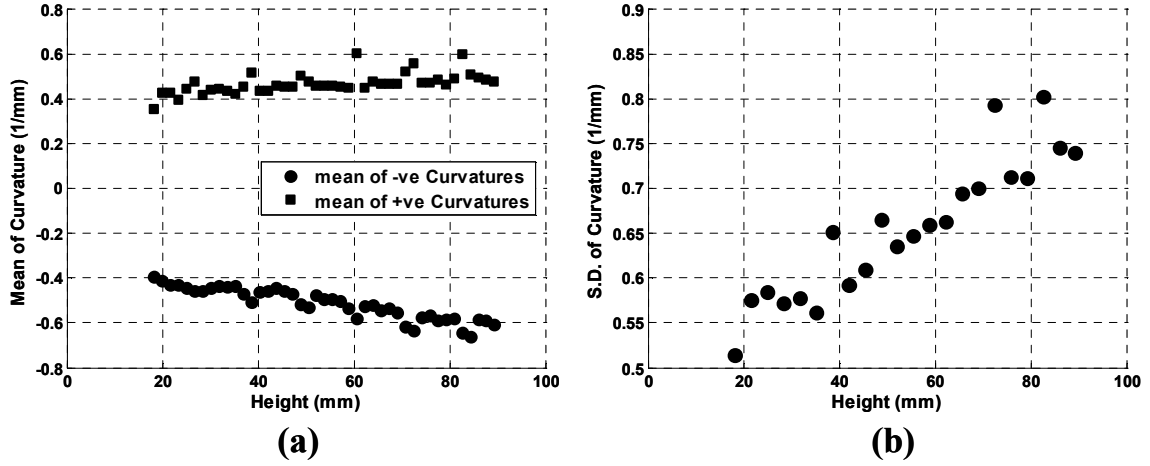 0.8
0.6
0.4
0.2
0
-0.2
-0.4
-0.6
-0.8
Mean of Curvature (1/mm)
mean of -ve Curvatures
mean of +ve Curvatures
0 20 40 60 80 100
Height (mm)
(a)
0.9
0.85
0.8
0.75
0.7
0.65
0.6
0.55
0.5
S.D. of Curvature (1/mm)
0 20 40 60 80 100
Height (mm)
(b)